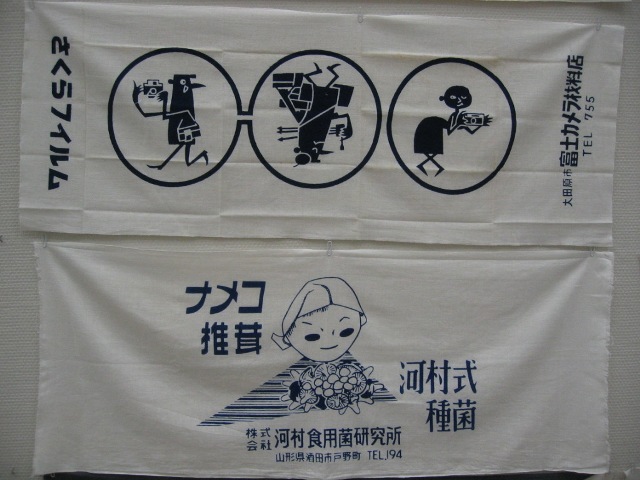 さくらフイルム
大田原市 富士カメラ材料店
TEL 755
ナメコ
推茸
河村式
種菌
株式会社 河村食用菌研究所
山形県酒田市戸野町 TEL,194